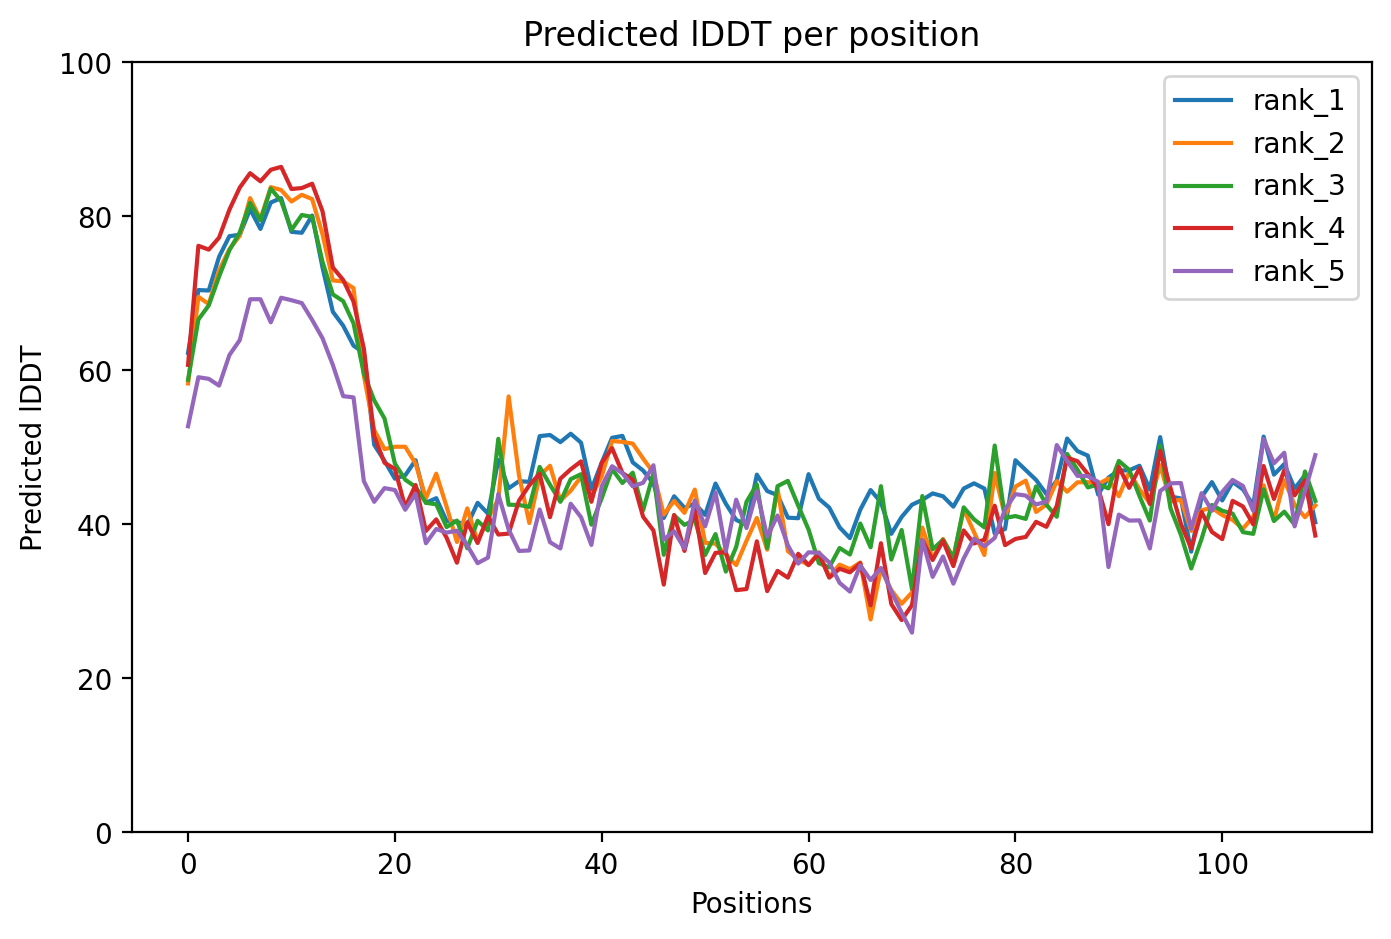 Predicted lDDT per position
100
80
60
40
20
0
Predicted lDDT
0 20 40 60 80 100
Positions
rank_1
rank_2
rank_3
rank_4
rank_5